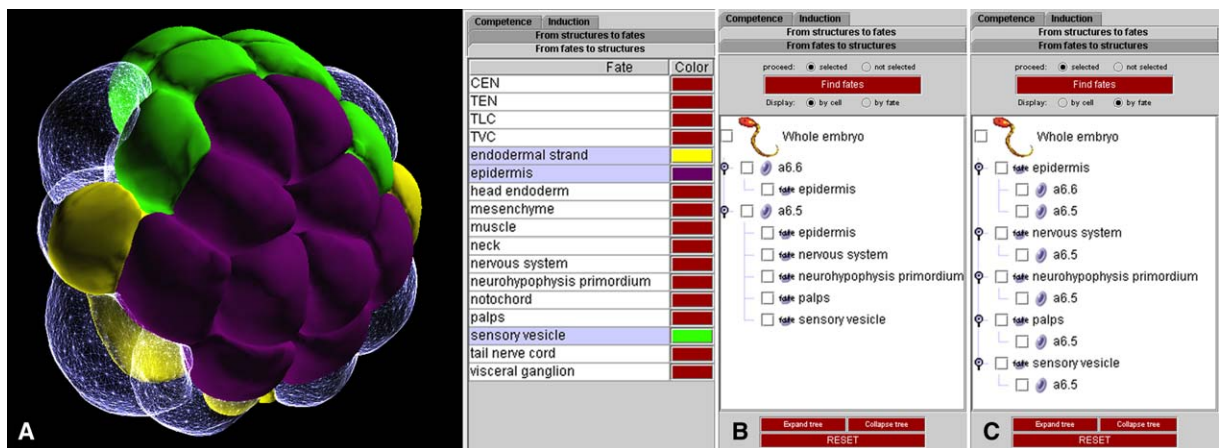 Competence Induction
From structures to fates
From fates to structures
Fate Color
CEN
TEN
TLC
TVC
endodermal strand
epidermis
head endoderm
mesenchyme
muscle
neck
nervous system
neurohypophysis primordium
notochord
palps
sensory vesicle
tail nerve cord
visceral ganglion
A
Competence Induction
From structures to fates
From fates to structures
proceed: selected not selected
Find fates
Display: by cell by fate
Whole embryo
a6.6
fate epidermis
a6.5
fate epidermis
fate nervous system
fate neurohypophysis primordium
fate palps
fate sensory vesicle
B
Expand tree Collapse tree
RESET
Competence Induction
From structures to fates
From fates to structures
proceed: selected not selected
Find fates
Display: by cell by fate
Whole embryo
fate epidermis
a6.6
a6.5
fate nervous system
a6.5
fate neurohypophysis primordium
a6.5
fate palps
a6.5
fate sensory vesicle
a6.5
C
Expand tree Collapse tree
RESET